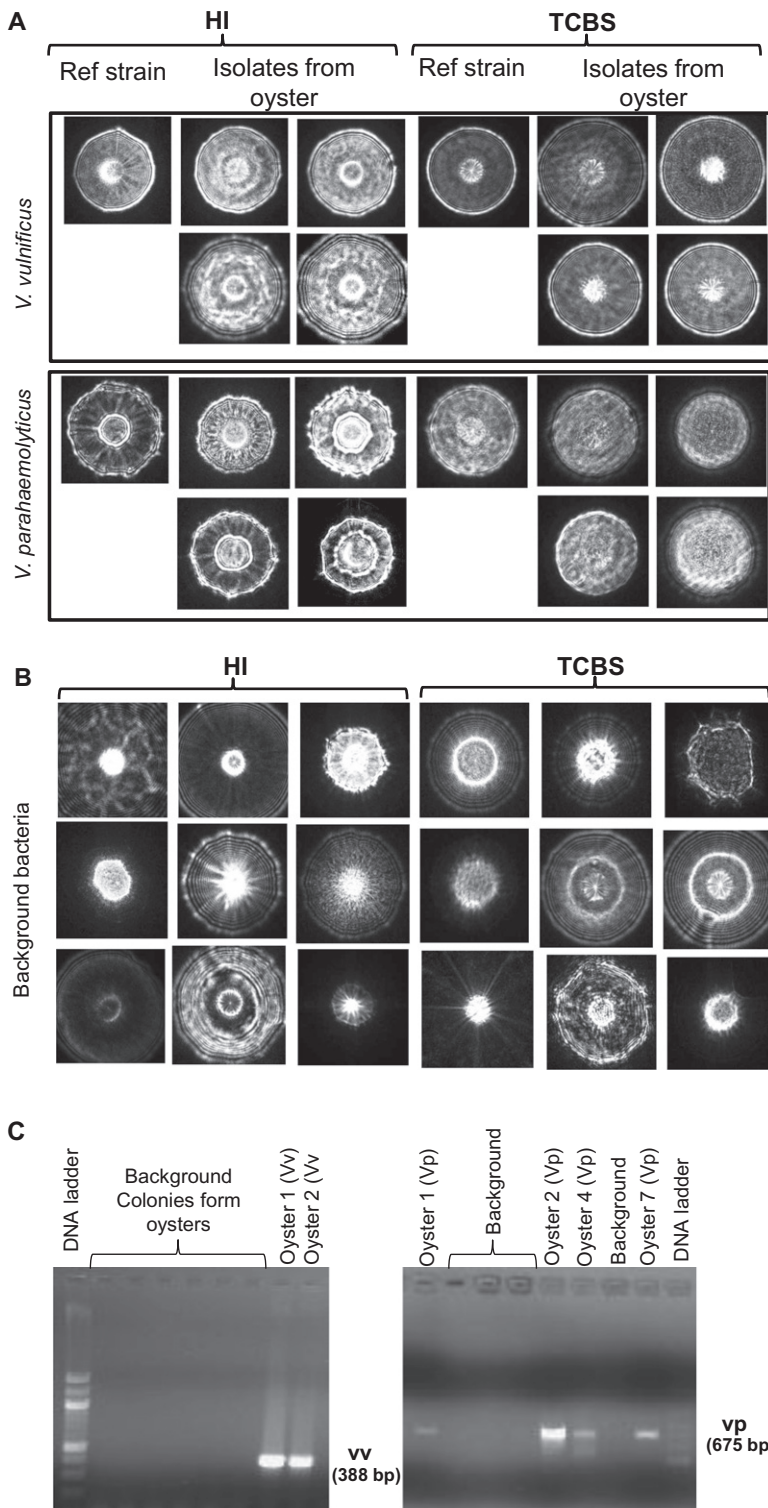 A
HI
TCBS
Ref strain
Isolates from
oyster
Ref strain
Isolates from
oyster
V. vulnificus
V. parahaemolyticus
B
HI
TCBS
Background bacteria
C
DNA ladder
Background
Colonies form
oysters
Oyster 1 (Vv)
Oyster 2 (Vv
vv
(388 bp)
Oyster 1 (Vp)
Background
Oyster 2 (Vp)
Oyster 4 (Vp)
Background
Oyster 7 (Vp)
DNA ladder
vp
(675 bp